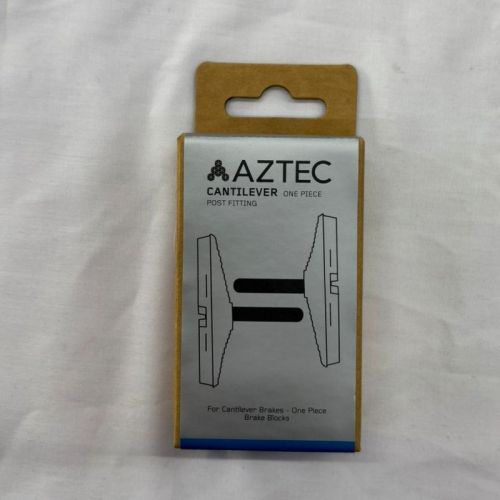 AZTEC
CANTILEVER ONE PIECE
POST FITTING
For Cantilever Brakes - One Piece
Brake Blocks